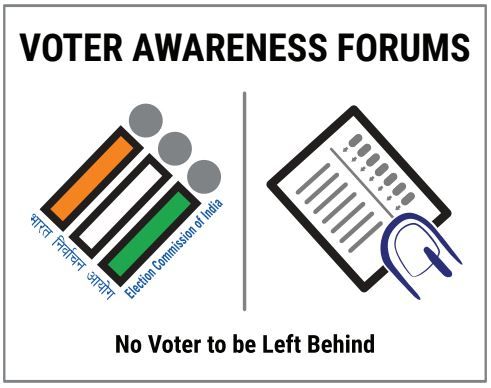 VOTER AWARENESS FORUMS
भारत निर्वाचन आयोग
Election Commission of India
No Voter to be Left Behind